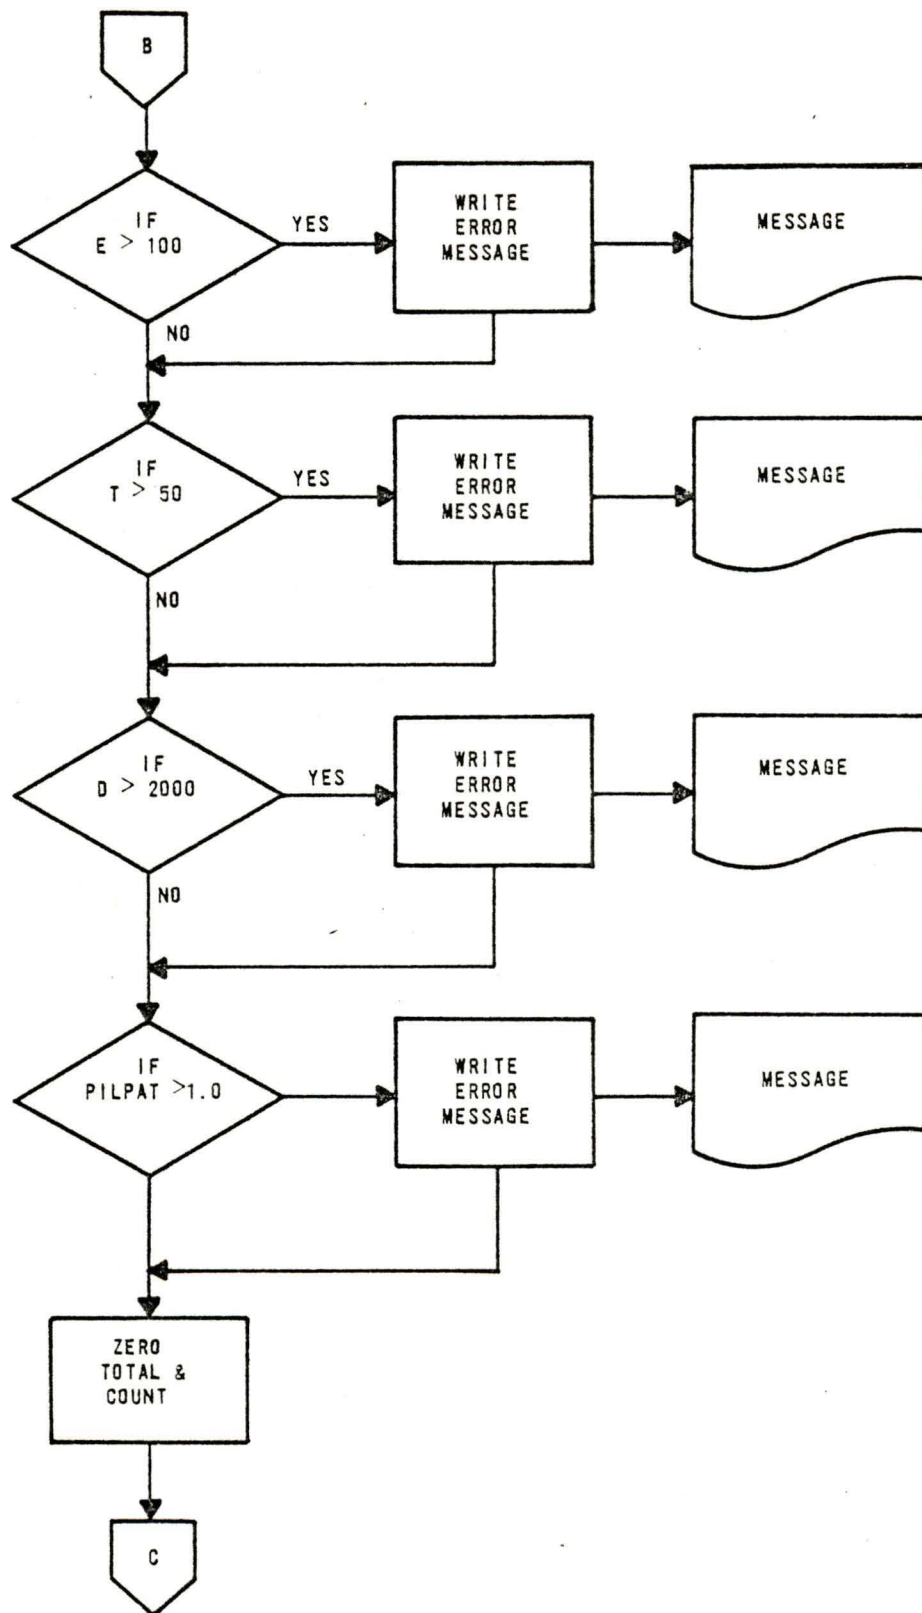 B
IF
E > 100
YES
WRITE
ERROR
MESSAGE
MESSAGE
NO
IF
T > 50
YES
WRITE
ERROR
MESSAGE
MESSAGE
NO
IF
D > 2000
YES
WRITE
ERROR
MESSAGE
MESSAGE
NO
IF
PILPAT >1.0
WRITE
ERROR
MESSAGE
MESSAGE
ZERO
TOTAL &
COUNT
C